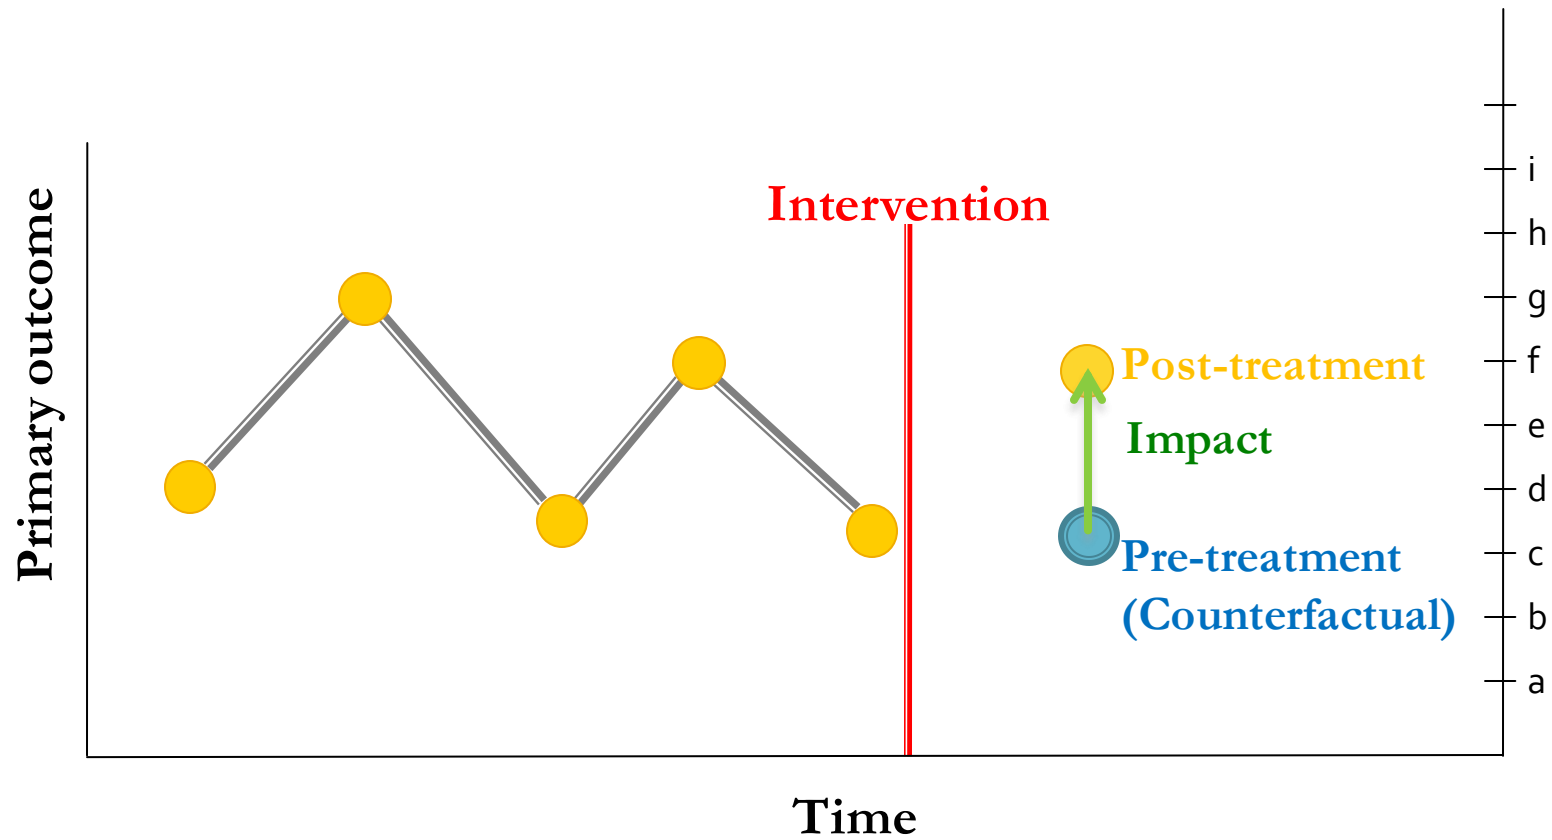 Primary outcome
Intervention
Post-treatment
Impact
Pre-treatment
(Counterfactual)
Time
i
h
g
f
e
d
c
b
a